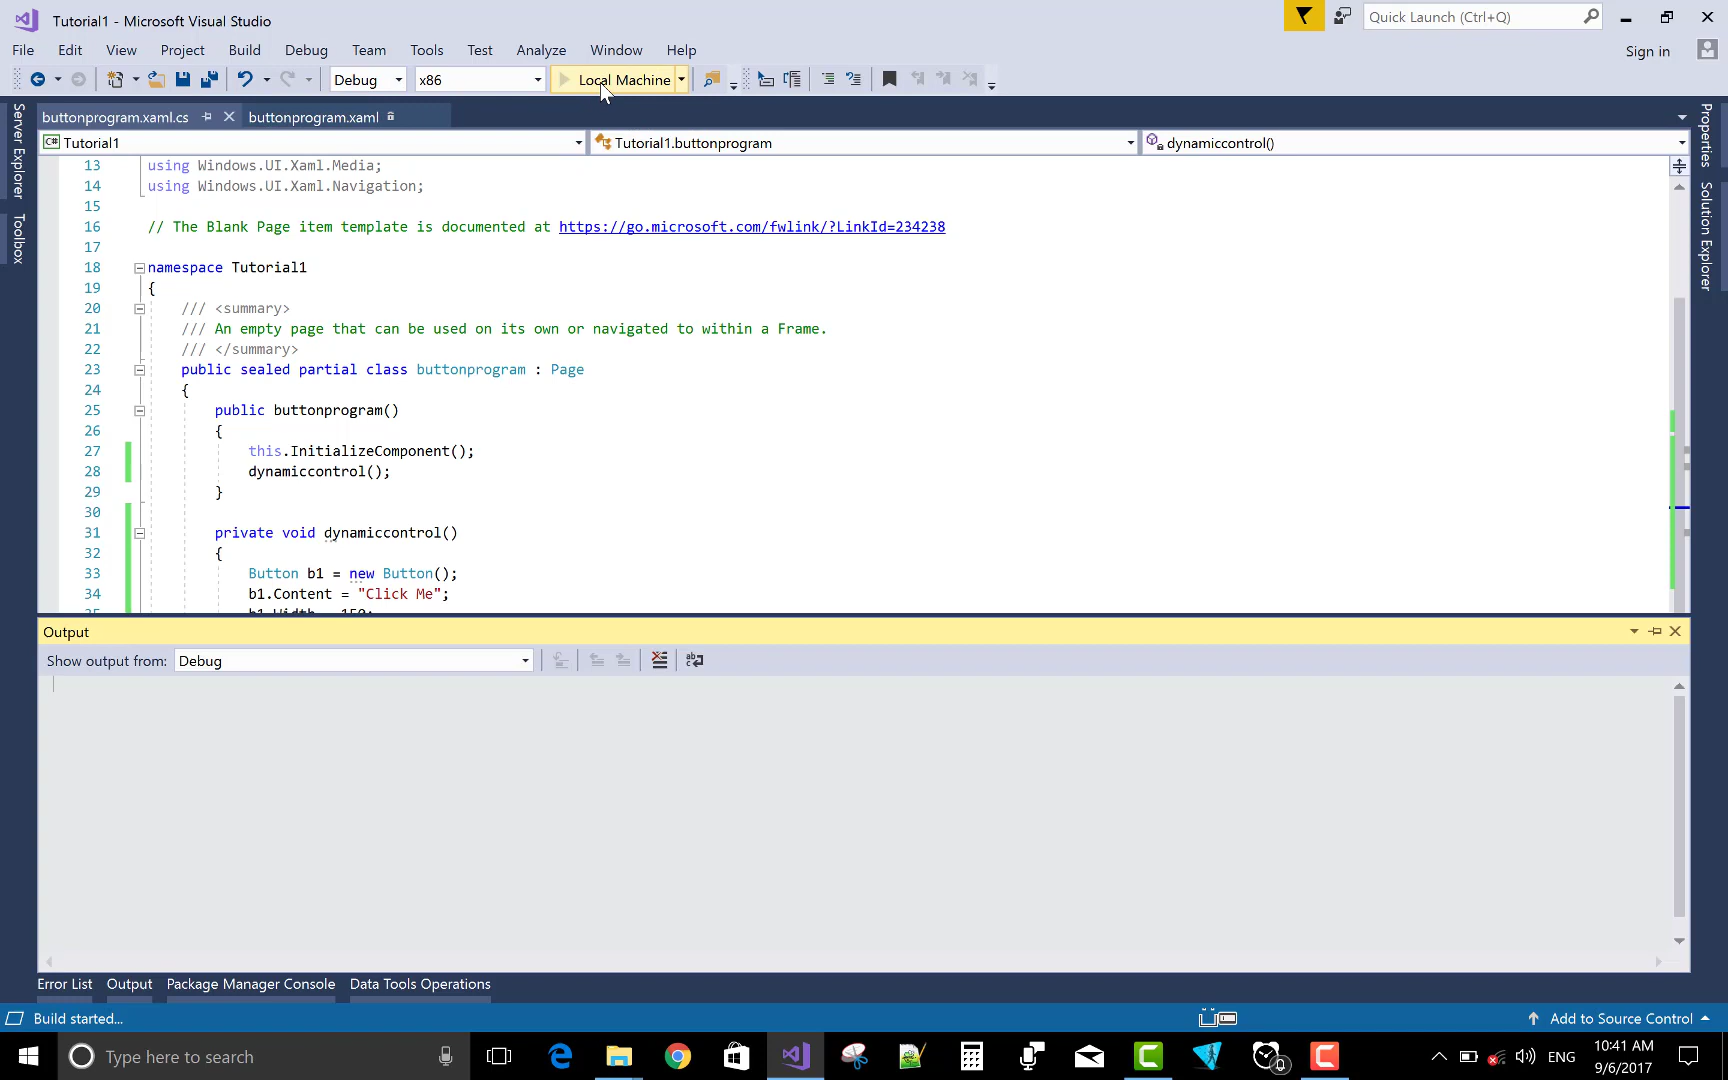 Tutorial1 - Microsoft Visual Studio
Quick Launch (Ctrl+Q)
File Edit View Project Build Debug Team Tools Test Analyze Window Help
Sign in
Debug x86 Local Machine
Server Explorer
Toolbox
Properties
Solution Explorer
buttonprogram.xaml.cs buttonprogram.xaml
C# Tutorial1 Tutorial1.buttonprogram dynamiccontrol()
13 using Windows.UI.Xaml.Media;
14 using Windows.UI.Xaml.Navigation;
15
16 // The Blank Page item template is documented at https://go.microsoft.com/fwlink/?LinkId=234238
17
18 namespace Tutorial1
19 {
20 /// <summary>
21 /// An empty page that can be used on its own or navigated to within a Frame.
22 /// </summary>
23 public sealed partial class buttonprogram : Page
24 {
25 public buttonprogram()
26 {
27 this.InitializeComponent();
28 dynamiccontrol();
29 }
30
31 private void dynamiccontrol()
32 {
33 Button b1 = new Button();
34 b1.Content = "Click Me";
35 b1.Width = 150;
Output
Show output from: Debug
Error List Output Package Manager Console Data Tools Operations
Build started...
Add to Source Control
Type here to search
ENG
10:41 AM
9/6/2017